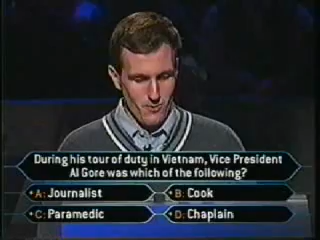 During his tour of duty in Vietnam, Vice President
Al Gore was which of the following?
A: Journalist
B: Cook
C: Paramedic
D: Chaplain